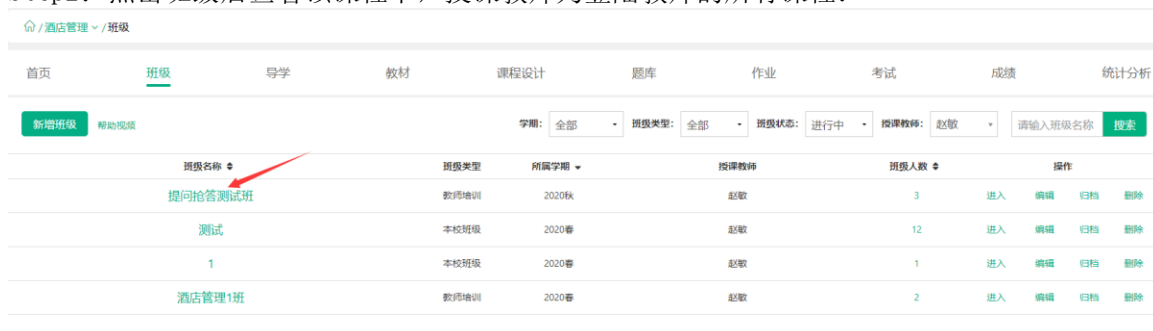 / 酒店管理 / 班级
首页 班级 导学 教材 课程设计 题库 作业 考试 成绩 统计分析
新增班级 帮助视频 学期： 全部 班级类型： 全部 班级状态： 进行中 授课教师： 赵敏 请输入班级名称 搜索
班级名称 班级类型 所属学期 授课教师 班级人数 操作
提问抢答测试班 教师培训 2020秋 赵敏 3 进入 编辑 归档 删除
测试 本校班级 2020春 赵敏 12 进入 编辑 归档 删除
1 本校班级 2020春 赵敏 1 进入 编辑 归档 删除
酒店管理1班 教师培训 2020春 赵敏 2 进入 编辑 归档 删除